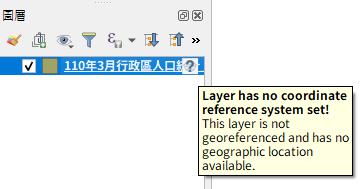 圖層
110年3月行政區人口統
Layer has no coordinate
reference system set!
This layer is not
georeferenced and has no
geographic location
available.